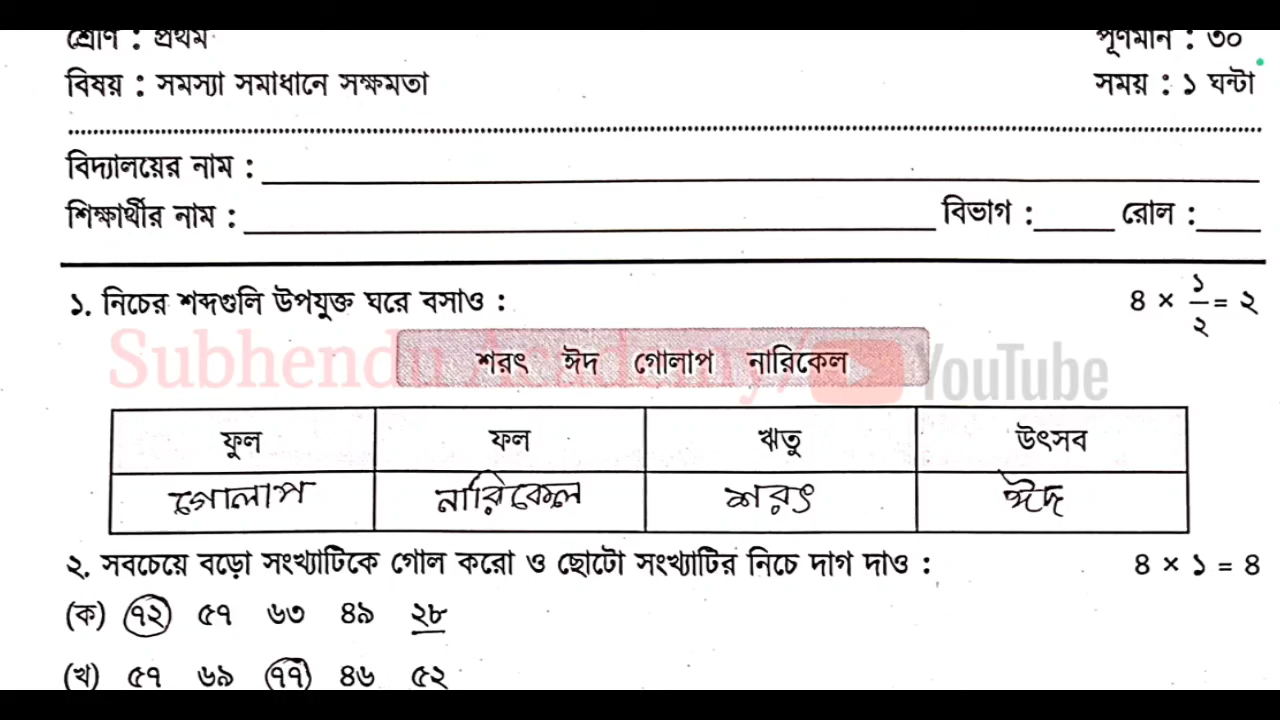 শ্রেণি : প্রথম পূর্ণমান : ৩০
বিষয় : সমস্যা সমাধানে সক্ষমতা সময় : ১ ঘন্টা
বিদ্যালয়ের নাম :
শিক্ষার্থীর নাম : বিভাগ : রোল :
১. নিচের শব্দগুলি উপযুক্ত ঘরে বসাও : ৪ × ১/২ = ২
Subhendu Academy/ YouTube
শরৎ ঈদ গোলাপ নারিকেল
ফুল ফল ঋতু উৎসব
গোলাপ নারিকেল শরৎ ঈদ
২. সবচেয়ে বড়ো সংখ্যাটিকে গোল করো ও ছোটো সংখ্যাটির নিচে দাগ দাও : ৪ × ১ = ৪
(ক) ৭২ ৫৭ ৬৩ ৪৯ ২৮
(খ) ৫৭ ৬৯ ৭৭ ৪৬ ৫২